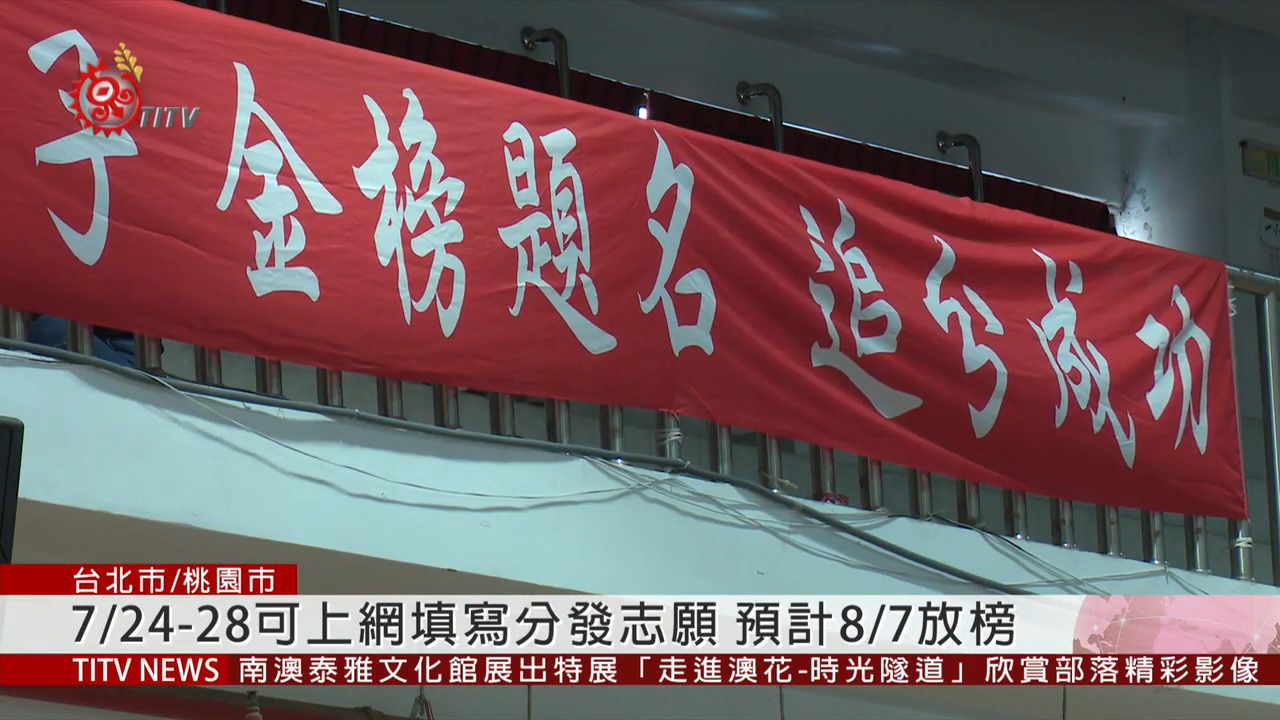 TITV
子金榜題名 追分成功
台北市/桃園市
7/24-28可上網填寫分發志願 預計8/7放榜
TITV NEWS 南澳泰雅文化館展出特展「走進澳花-時光隧道」欣賞部落精彩影像